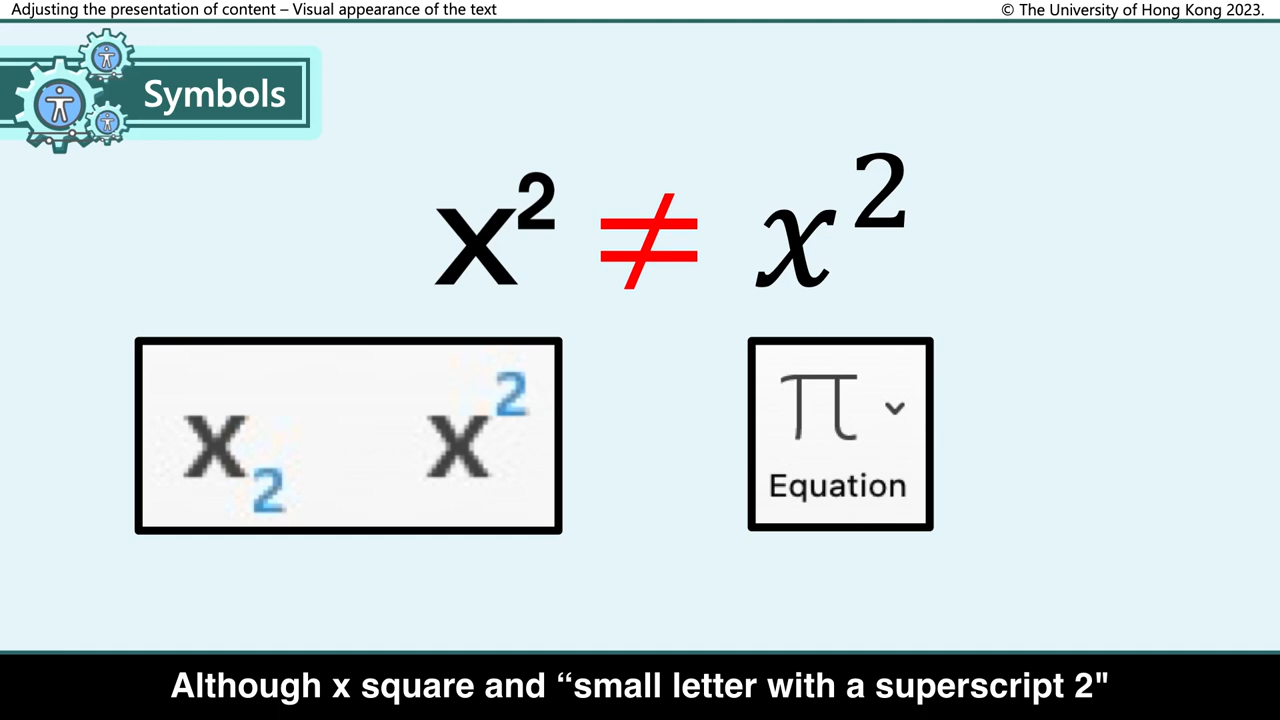 Adjusting the presentation of content – Visual appearance of the text
© The University of Hong Kong 2023.
Symbols
x² ≠ x²
x₂ x²
π
Equation
Although x square and “small letter with a superscript 2"